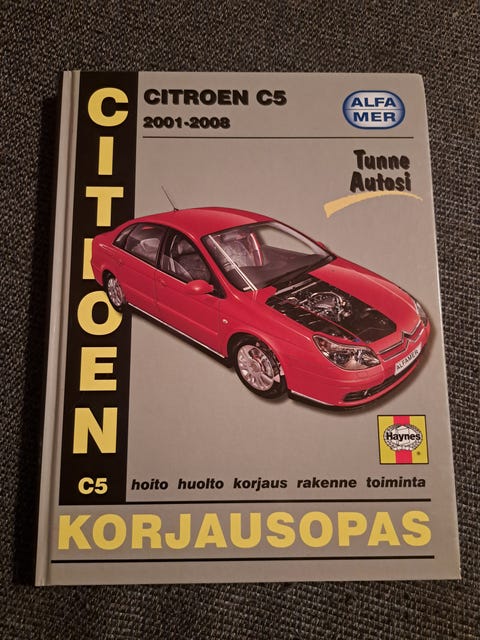 CITROEN C5
2001-2008
ALFA
MER
Tunne
Autosi
CITROEN
C5
ALFAMER
Haynes
®
hoito huolto korjaus rakenne toiminta
KORJAUSOPAS